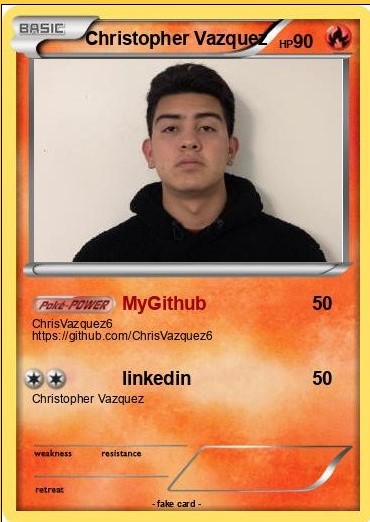 BASIC
Christopher Vazquez HP90
Poké-POWER MyGithub 50
ChrisVazquez6
https://github.com/ChrisVazquez6
linkedin 50
Christopher Vazquez
weakness resistance
retreat
- fake card -